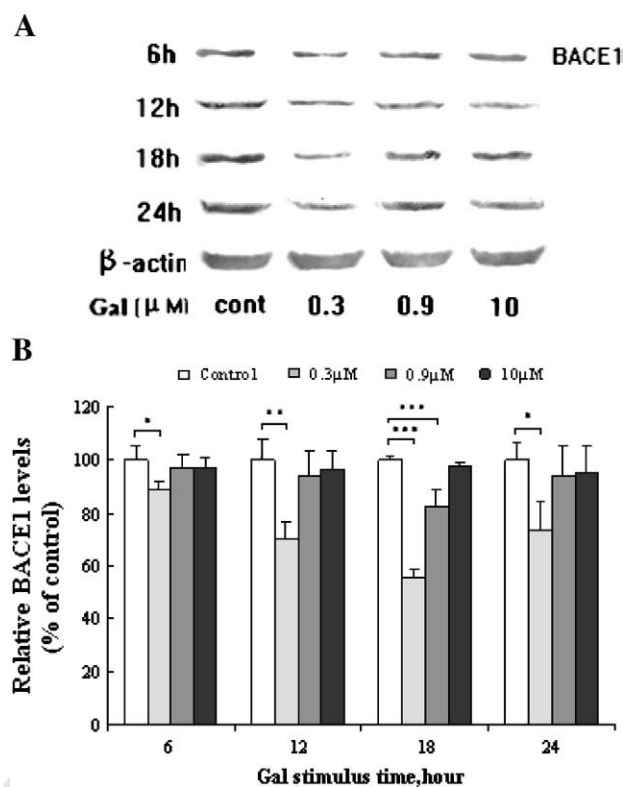 A
6h BACE1
12h
18h
24h
β-actin
Gal (μM) cont 0.3 0.9 10
B
Control 0.3μM 0.9μM 10μM
Relative BACE1 levels
(% of control)
120
100
80
60
40
20
0
* ** *** *** *
6 12 18 24
Gal stimulus time,hour